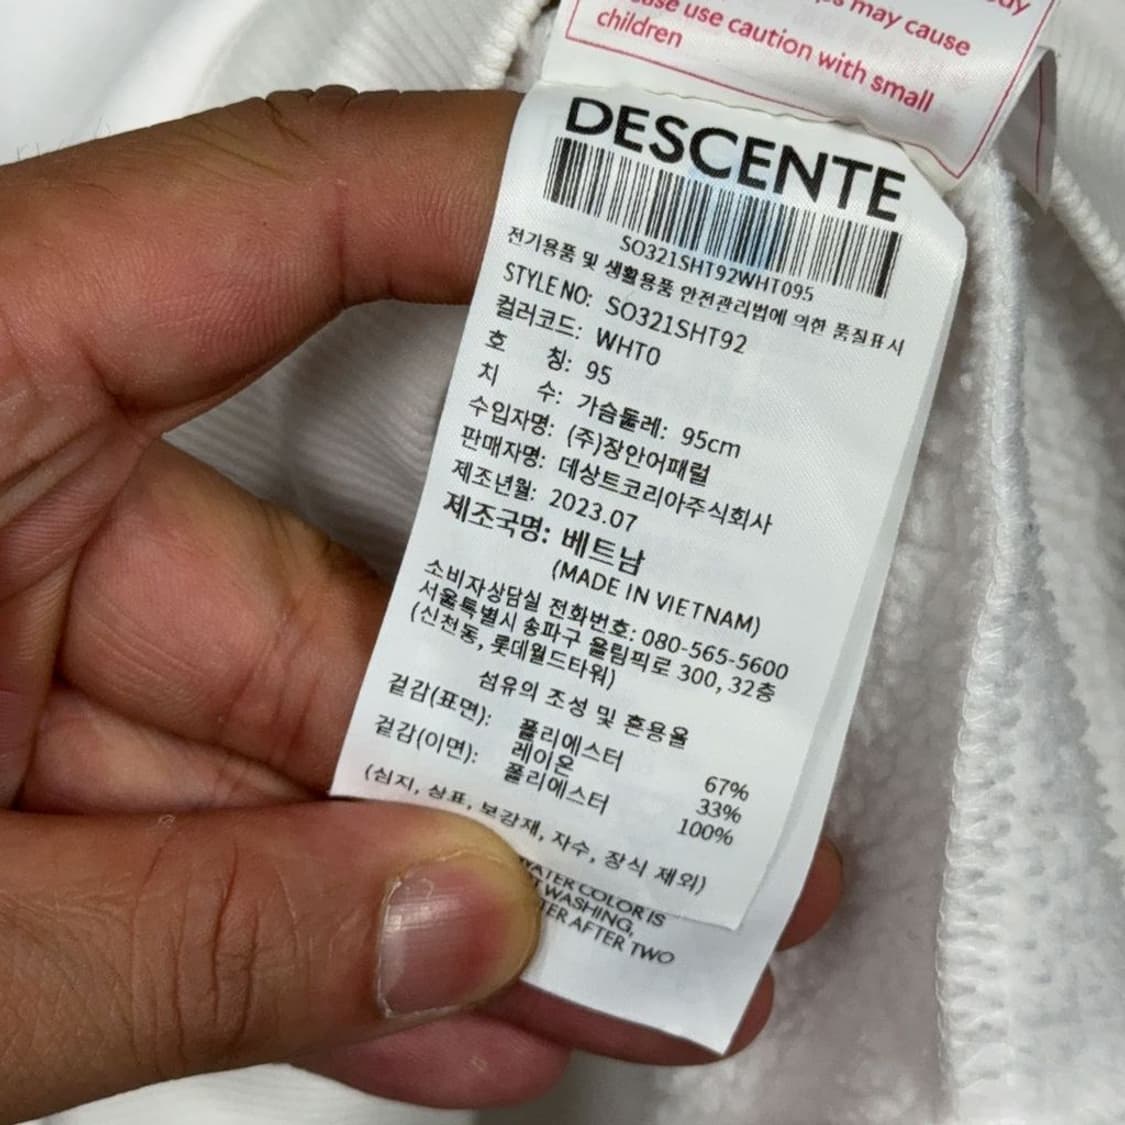 may cause
use caution with small
children
DESCENTE
SO321SHT92WHT095
전기용품 및 생활용품 안전관리법에 의한 품질표시
STYLE NO: SO321SHT92
컬러코드: WHT0
호 칭: 95
치 수: 가슴둘레: 95cm
수입자명: (주)장안어패럴
판매자명: 데상트코리아주식회사
제조년월: 2023.07
제조국명: 베트남
(MADE IN VIETNAM)
소비자상담실 전화번호: 080-565-5600
서울특별시 송파구 올림픽로 300, 32층
(신천동, 롯데월드타워)
섬유의 조성 및 혼용율
겉감(표면): 폴리에스터 67%
레이온 33%
겉감(이면): 폴리에스터 100%
(심지, 상표, 보강재, 자수, 장식 제외)
COLOR IS
WASHING,
AFTER TWO